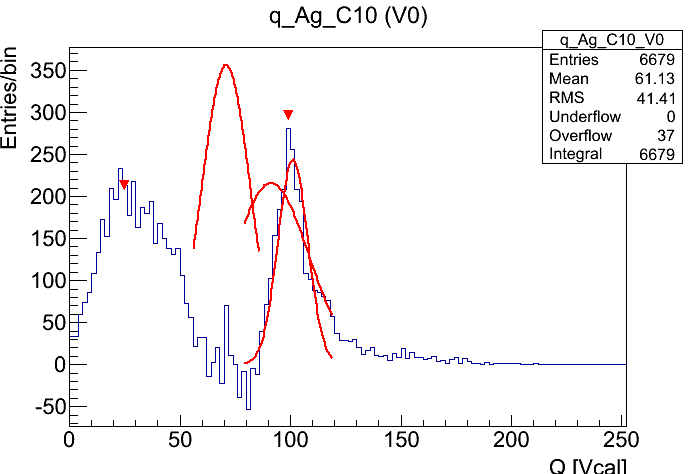 q_Ag_C10 (V0)
q_Ag_C10_V0
Entries 6679
Mean 61.13
RMS 41.41
Underflow 0
Overflow 37
Integral 6679
Entries/bin
350
300
250
200
150
100
50
0
-50
0 50 100 150 200 250
Q [Vcal]